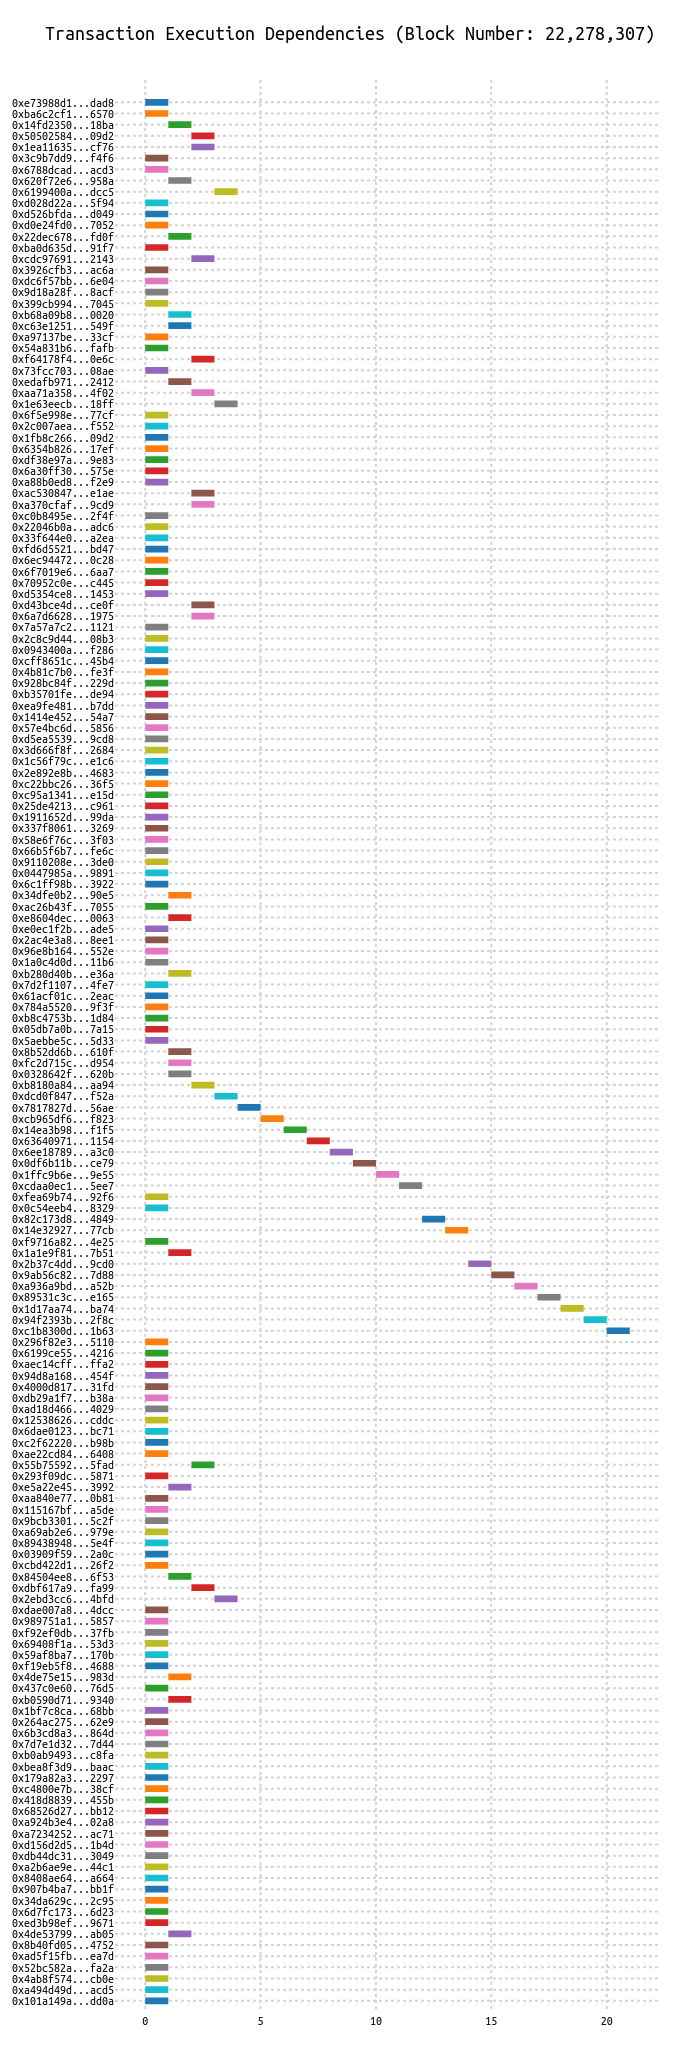 Transaction Execution Dependencies (Block Number: 22,278,307)
0xe73988d1...dad8
0xba6c2cf1...6570
0x14fd2350...18ba
0x50502584...09d2
0x1ea11635...cf76
0x3c9b7dd9...f4f6
0x6788dcad...acd3
0x620f72e6...958a
0x6199400a...dcc5
0xd028d22a...5f94
0xd526bfda...d049
0xd0e24fd0...7052
0x22dec678...fd0f
0xba0d635d...91f7
0xcdc97691...2143
0x3926cfb3...ac6a
0xdc6f57bb...6e04
0x9d18a28f...8acf
0x399cb994...7045
0xb68a09b8...0020
0xc63e1251...549f
0xa97137be...33cf
0x54a831b6...fafb
0xf64178f4...0e6c
0x73fcc703...08ae
0xedafb971...2412
0xaa71a358...4f02
0x1e63eecb...18ff
0x6f5e998e...77cf
0x2c007aea...f552
0x1fb8c266...09d2
0x6354b826...17ef
0xdf38e97a...9e83
0x6a30ff30...575e
0xa88b0ed8...f2e9
0xac530847...e1ae
0xa370cfaf...9cd9
0xc0b8495e...2f4f
0x22046b0a...adc6
0x33f644e0...a2ea
0xfd6d5521...bd47
0x6ec94472...0c28
0x6f7019e6...6aa7
0x70952c0e...c445
0xd5354ce8...1453
0xd43bce4d...ce0f
0x6a7d6628...1975
0x7a57a7c2...1121
0x2c8c9d44...08b3
0x0943400a...f286
0xcff8651c...45b4
0x4b81c7b0...fe3f
0x928bc84f...229d
0xb35701fe...de94
0xea9fe481...b7dd
0x1414e452...54a7
0x57e4bc6d...5856
0xd5ea5539...9cd8
0x3d666f8f...2684
0x1c56f79c...e1c6
0x2e892e8b...4683
0xc22bbc26...36f5
0xc95a1341...e15d
0x25de4213...c961
0x1911652d...99da
0x337f8061...3269
0x58e6f76c...3f03
0x66b5f6b7...fe6c
0x9110208e...3de0
0x0447985a...9891
0x6c1ff98b...3922
0x34dfe0b2...90e5
0xac26b43f...7055
0xe8604dec...0063
0xe0ec1f2b...ade5
0x2ac4e3a8...8ee1
0x96e8b164...552e
0x1a0c4d0d...11b6
0xb280d40b...e36a
0x7d2f1107...4fe7
0x61acf01c...2eac
0x784a5520...9f3f
0xb8c4753b...1d84
0x05db7a0b...7a15
0x5aebbe5c...5d33
0x8b52dd6b...610f
0xfc2d715c...d954
0x0328642f...620b
0xb8180a84...aa94
0xdcd0f847...f52a
0x7817827d...56ae
0xcb965df6...f823
0x14ea3b98...f1f5
0x63640971...1154
0x6ee18789...a3c0
0x0df6b11b...ce79
0x1ffc9b6e...9e55
0xcdaa0ec1...5ee7
0xfea69b74...92f6
0x0c54eeb4...8329
0x82c173d8...4849
0x14e32927...77cb
0xf9716a82...4e25
0x1a1e9f81...7b51
0x2b37c4dd...9cd0
0x9ab56c82...7d88
0xa936a9bd...a52b
0x89531c3c...e165
0x1d17aa74...ba74
0x94f2393b...2f8c
0xc1b8300d...1b63
0x296f82e3...5110
0x6199ce55...4216
0xaec14cff...ffa2
0x94d8a168...454f
0x4000d817...31fd
0xdb29a1f7...b38a
0xad18d466...4029
0x12538626...cddc
0x6dae0123...bc71
0xc2f62220...b98b
0xae22cd84...6408
0x55b75592...5fad
0x293f09dc...5871
0xe5a22e45...3992
0xaa840e77...0b81
0x115167bf...a5de
0x9bcb3301...5c2f
0xa69ab2e6...979e
0x89438948...5e4f
0x03909f59...2a0c
0xcbd422d1...26f2
0x84504ee8...6f53
0xdbf617a9...fa99
0x2ebd3cc6...4bfd
0xdae007a8...4dcc
0x989751a1...5857
0xf92ef0db...37fb
0x69408f1a...53d3
0x59af8ba7...170b
0xf19eb5f8...4688
0x4de75e15...983d
0x437c0e60...76d5
0xb0590d71...9340
0x1bf7c8ca...68bb
0x264ac275...62e9
0x6b3cd8a3...864d
0x7d7e1d32...7d44
0xb0ab9493...c8fa
0xbea8f3d9...baac
0x179a82a3...2297
0xc4800e7b...38cf
0x418d8839...455b
0x68526d27...bb12
0xa924b3e4...02a8
0xa7234252...ac71
0xd156d2d5...1b4d
0xdb44dc31...3049
0xa2b6ae9e...44c1
0x8408ae64...a664
0x907b4ba7...bb1f
0x34da629c...2c95
0x6d7fc173...6d23
0xed3b98ef...9671
0x4de53799...ab05
0x8b40fd05...4752
0xad5f15fb...ea7d
0x52bc582a...fa2a
0x4ab8f574...cb0e
0xa494d49d...acd5
0x101a149a...dd0a
0 5 10 15 20